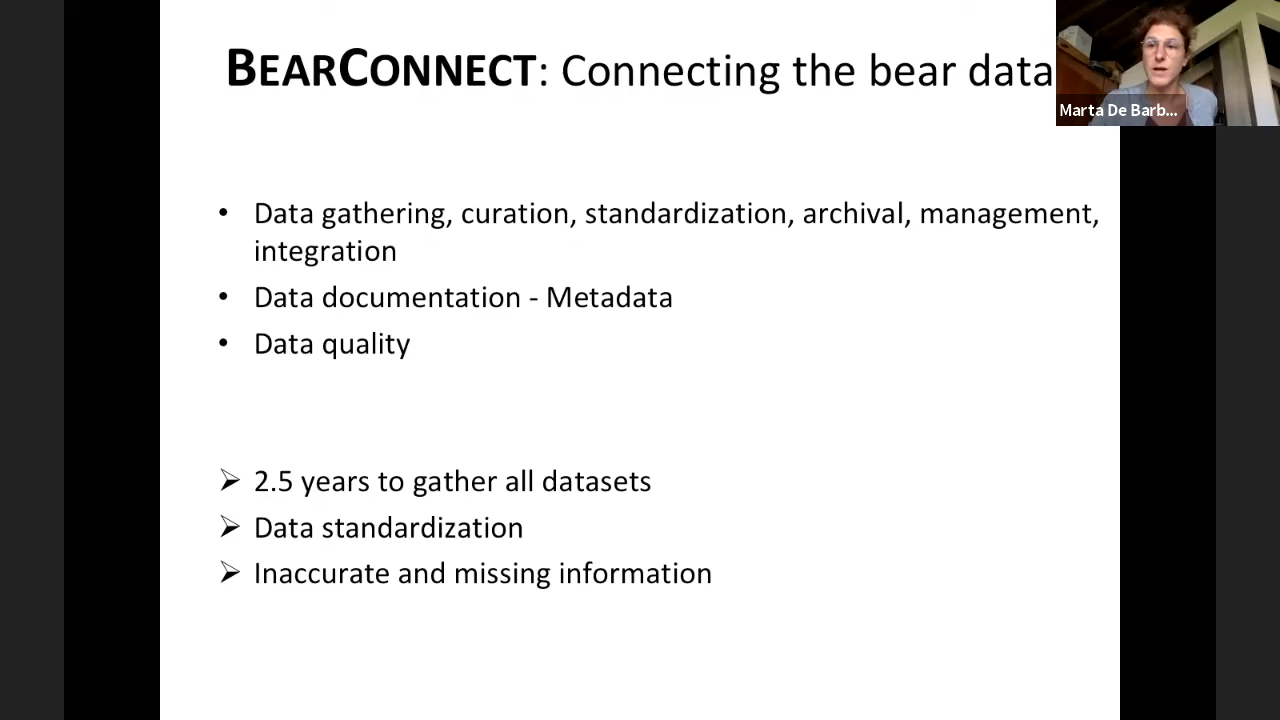 BEARCONNECT: Connecting the bear data
Marta De Barb...
• Data gathering, curation, standardization, archival, management,
integration
• Data documentation - Metadata
• Data quality
➢ 2.5 years to gather all datasets
➢ Data standardization
➢ Inaccurate and missing information